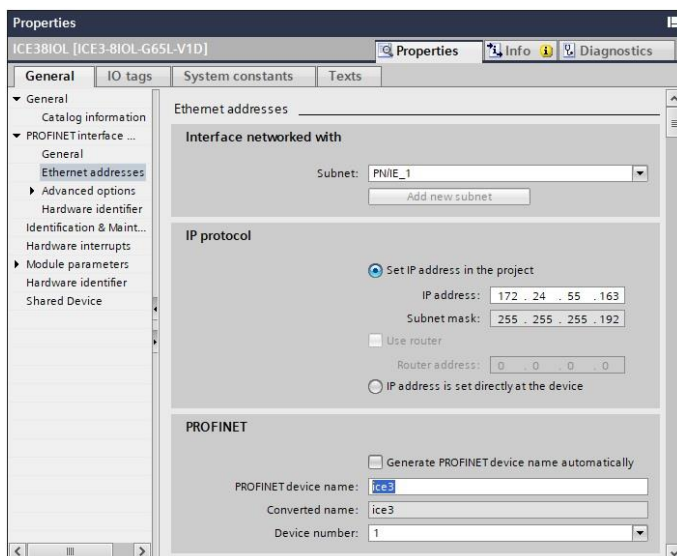 Properties
ICE38IOL [ICE3-8IOL-G65L-V1D]
Properties
Info
Diagnostics
General
IO tags
System constants
Texts
General
Catalog information
PROFINET interface ...
General
Ethernet addresses
Advanced options
Hardware identifier
Identification & Maint...
Hardware interrupts
Module parameters
Hardware identifier
Shared Device
Ethernet addresses
Interface networked with
Subnet: PN/IE_1
Add new subnet
IP protocol
Set IP address in the project
IP address: 172 . 24 . 55 .163
Subnet mask: 255 . 255 . 255 .192
Use router
Router address: 0 . 0 . 0 . 0
IP address is set directly at the device
PROFINET
Generate PROFINET device name automatically
PROFINET device name: ice3
Converted name: ice3
Device number: 1